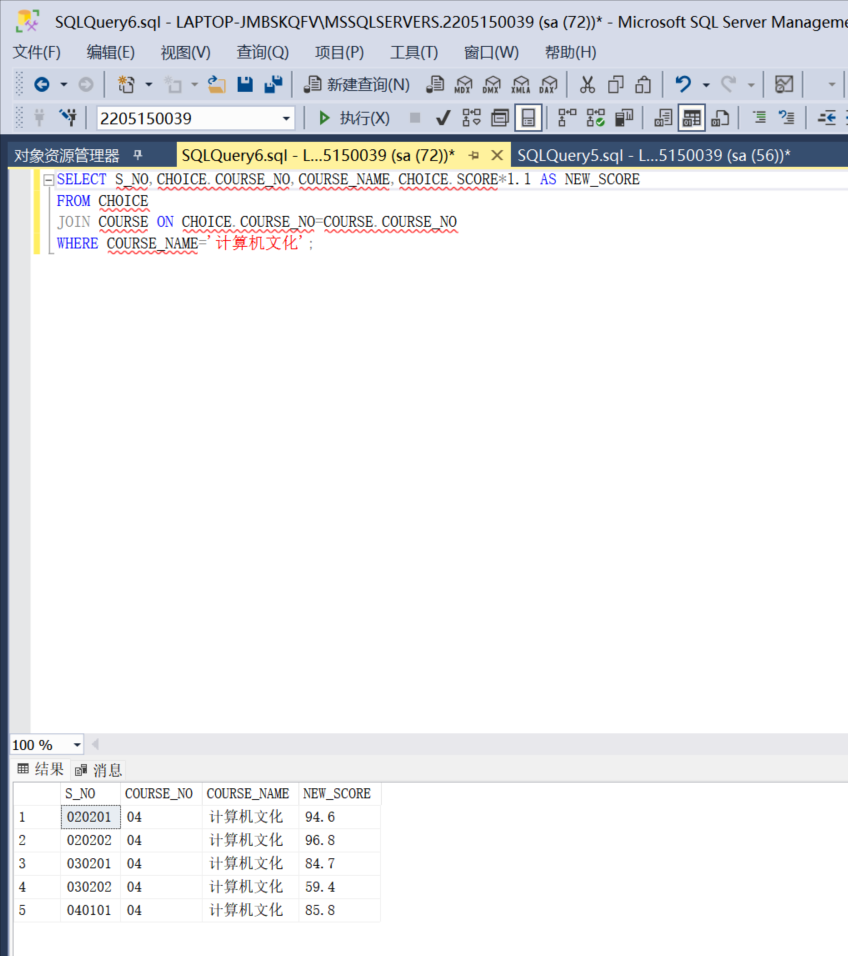 SQLQuery6.sql - LAPTOP-JMBSKQFV\MSSQLSERVERS.2205150039 (sa (72))* - Microsoft SQL Server Manageme
文件(F) 编辑(E) 视图(V) 查询(Q) 项目(P) 工具(T) 窗口(W) 帮助(H)
新建查询(N) MDX DMX XMLA DAX
2205150039 执行(X)
对象资源管理器 SQLQuery6.sql - L...5150039 (sa (72))* SQLQuery5.sql - L...5150039 (sa (56))*
SELECT S_NO,CHOICE.COURSE_NO,COURSE_NAME,CHOICE.SCORE*1.1 AS NEW_SCORE
FROM CHOICE
JOIN COURSE ON CHOICE.COURSE_NO=COURSE.COURSE_NO
WHERE COURSE_NAME='计算机文化';
100 %
结果 消息
S_NO COURSE_NO COURSE_NAME NEW_SCORE
1 020201 04 计算机文化 94.6
2 020202 04 计算机文化 96.8
3 030201 04 计算机文化 84.7
4 030202 04 计算机文化 59.4
5 040101 04 计算机文化 85.8